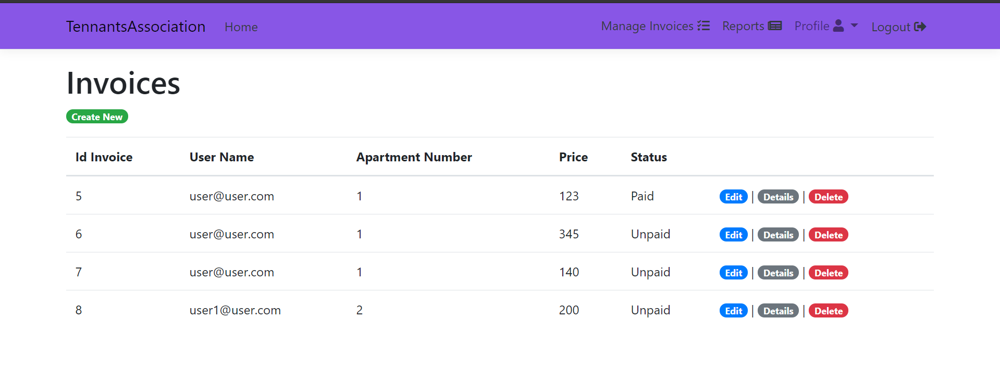 TennantsAssociation Home Manage Invoices Reports Profile Logout
Invoices
Create New
Id Invoice User Name Apartment Number Price Status
5 user@user.com 1 123 Paid Edit | Details | Delete
6 user@user.com 1 345 Unpaid Edit | Details | Delete
7 user@user.com 1 140 Unpaid Edit | Details | Delete
8 user1@user.com 2 200 Unpaid Edit | Details | Delete